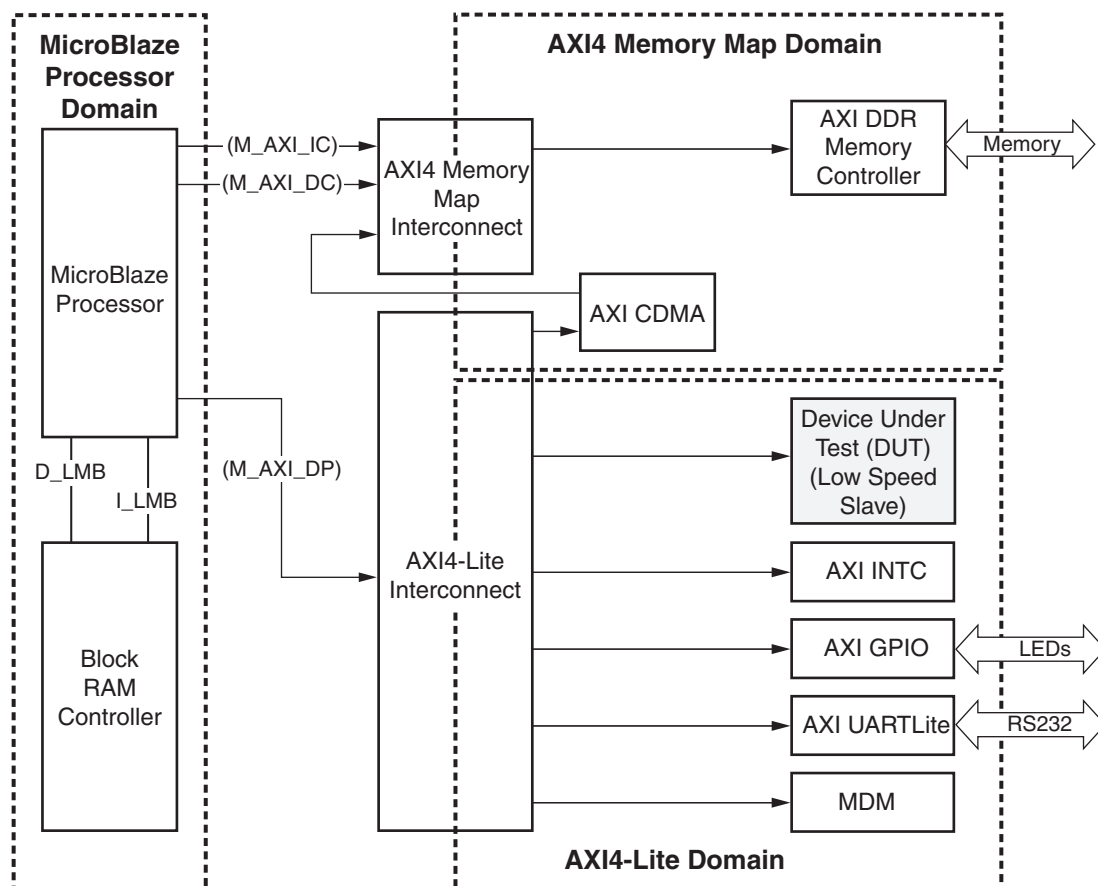 MicroBlaze
Processor
Domain
AXI4 Memory Map Domain
(M_AXI_IC)
(M_AXI_DC)
AXI4 Memory
Map
Interconnect
AXI DDR
Memory
Controller
Memory
MicroBlaze
Processor
AXI CDMA
D_LMB
I_LMB
(M_AXI_DP)
AXI4-Lite
Interconnect
Device Under
Test (DUT)
(Low Speed
Slave)
AXI INTC
AXI GPIO
LEDs
Block
RAM
Controller
AXI UARTLite
RS232
MDM
AXI4-Lite Domain